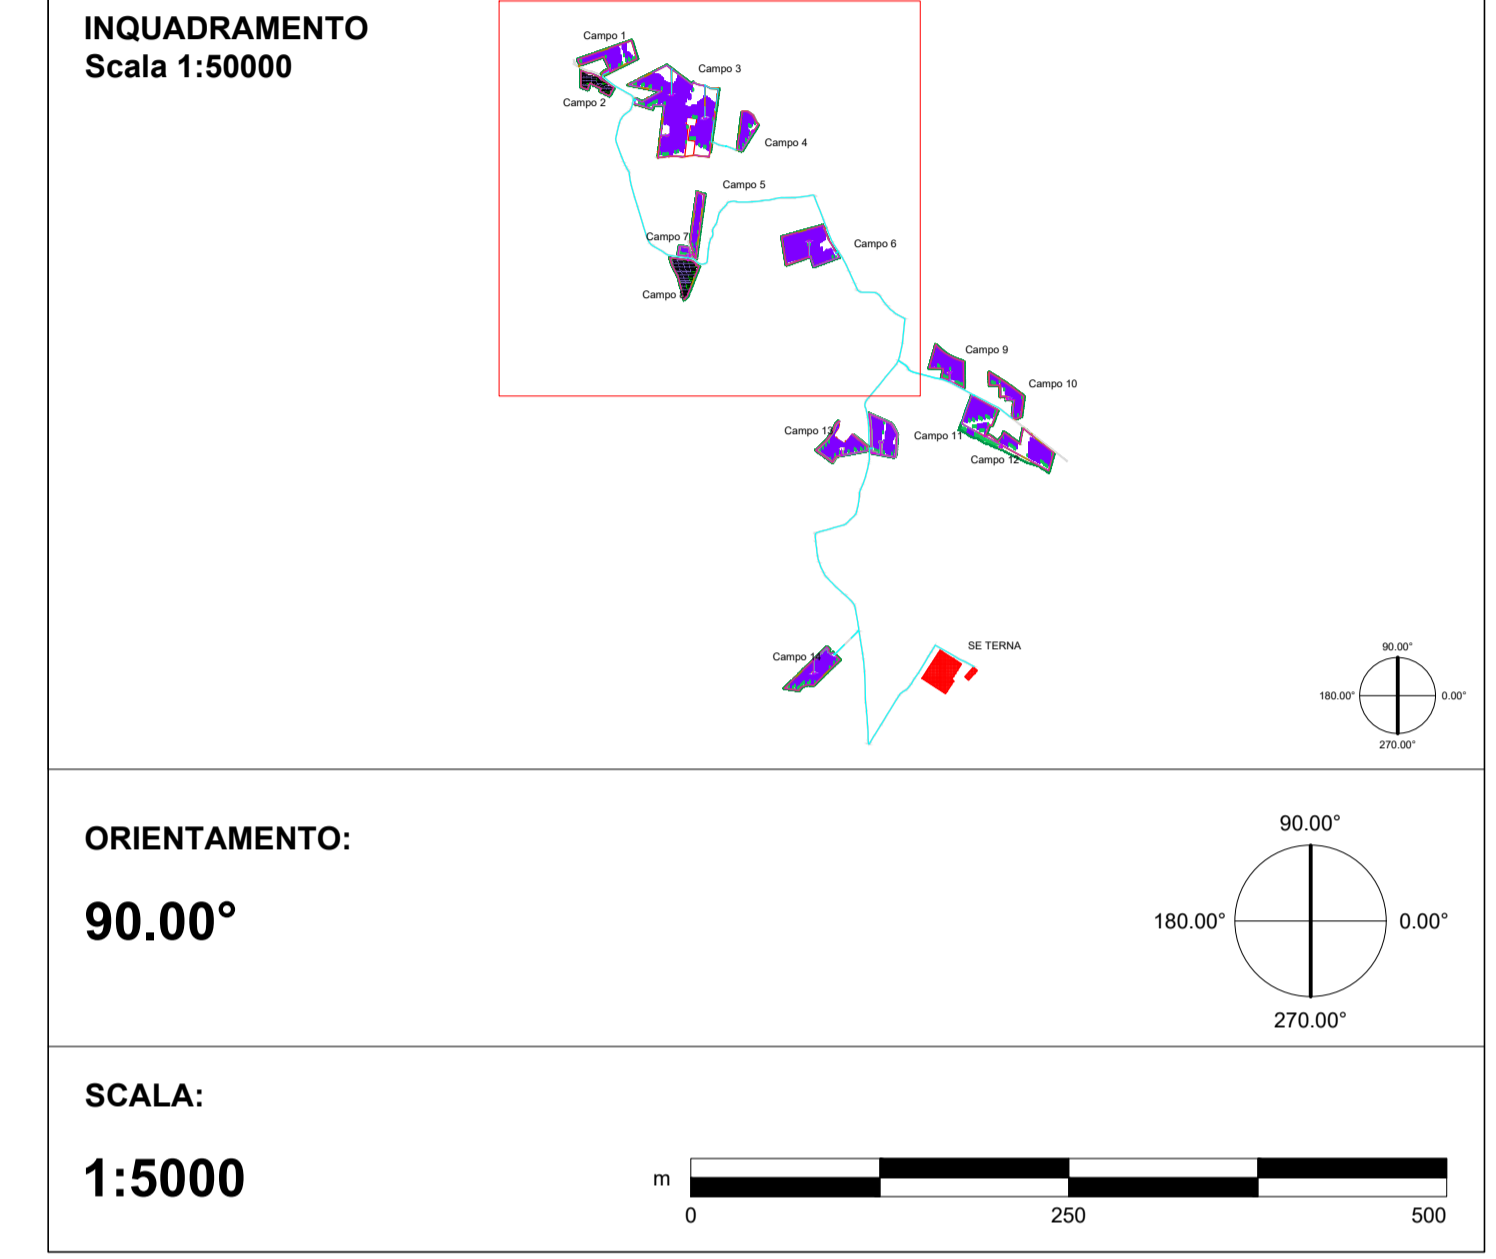 INQUADRAMENTO
Scala 1:50000
Campo 1
Campo 3
Campo 2
Campo 4
Campo 5
Campo 7
Campo 6
Campo
Campo 9
Campo 10
Campo 13
Campo 11
Campo 12
SE TERNA
Campo 14
90.00°
180.00°
0.00°
270.00°
ORIENTAMENTO:
90.00°
90.00°
180.00°
0.00°
270.00°
SCALA:
1:5000
m
0
250
500